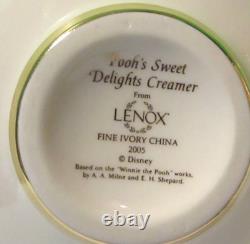 Pooh's Sweet
Delights Creamer
From
LENOX®
FINE IVORY CHINA
2005
© Disney
Based on the "Winnie the Pooh" works,
by A. A. Milne and E. H. Shepard.